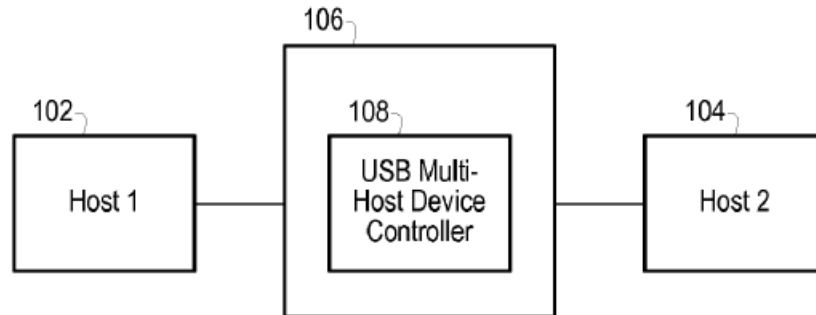 106
102
108
104
Host 1
USB Multi-
Host Device
Controller
Host 2